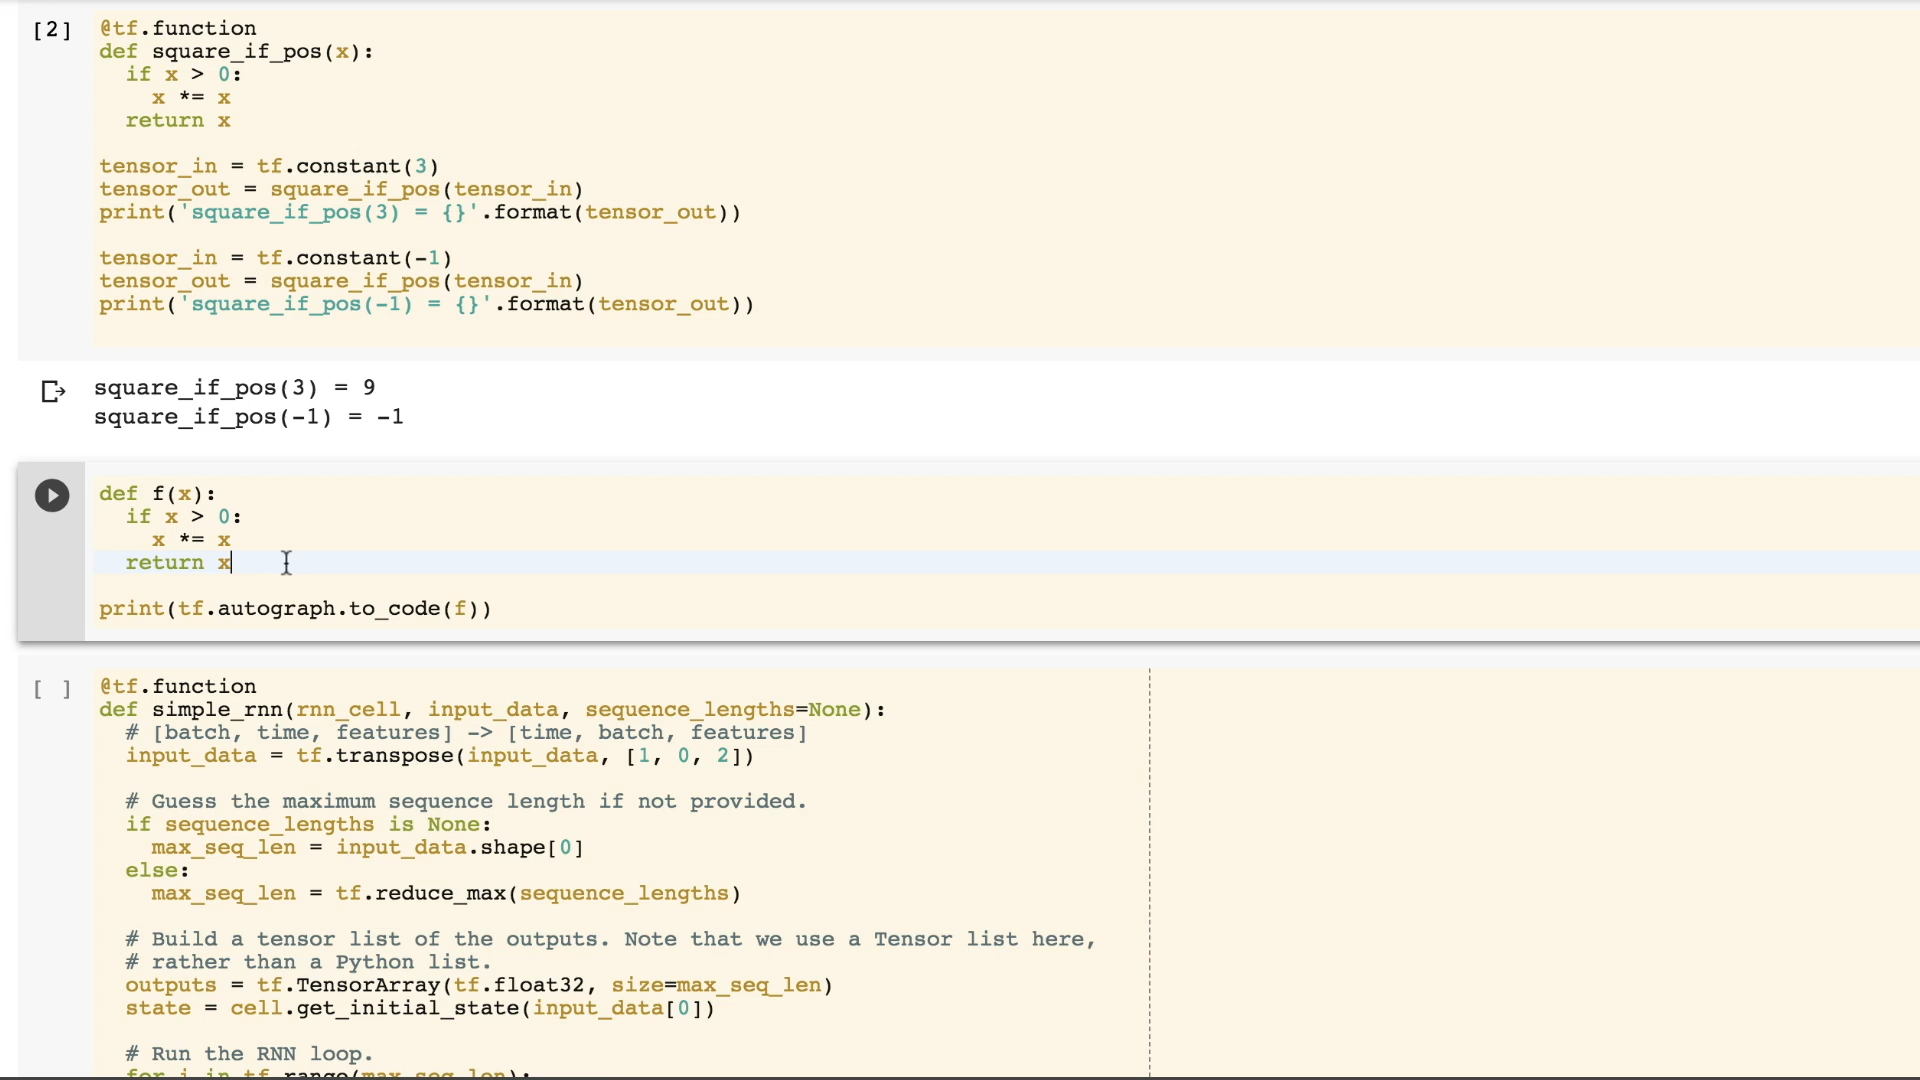 [2]
@tf.function
def square_if_pos(x):
  if x > 0:
    x *= x
  return x

tensor_in = tf.constant(3)
tensor_out = square_if_pos(tensor_in)
print('square_if_pos(3) = {}'.format(tensor_out))

tensor_in = tf.constant(-1)
tensor_out = square_if_pos(tensor_in)
print('square_if_pos(-1) = {}'.format(tensor_out))

square_if_pos(3) = 9
square_if_pos(-1) = -1

def f(x):
  if x > 0:
    x *= x
  return x

print(tf.autograph.to_code(f))

[ ]
@tf.function
def simple_rnn(rnn_cell, input_data, sequence_lengths=None):
  # [batch, time, features] -> [time, batch, features]
  input_data = tf.transpose(input_data, [1, 0, 2])

  # Guess the maximum sequence length if not provided.
  if sequence_lengths is None:
    max_seq_len = input_data.shape[0]
  else:
    max_seq_len = tf.reduce_max(sequence_lengths)

  # Build a tensor list of the outputs. Note that we use a Tensor list here,
  # rather than a Python list.
  outputs = tf.TensorArray(tf.float32, size=max_seq_len)
  state = cell.get_initial_state(input_data[0])

  # Run the RNN loop.
  for i in tf.range(max_seq_len):